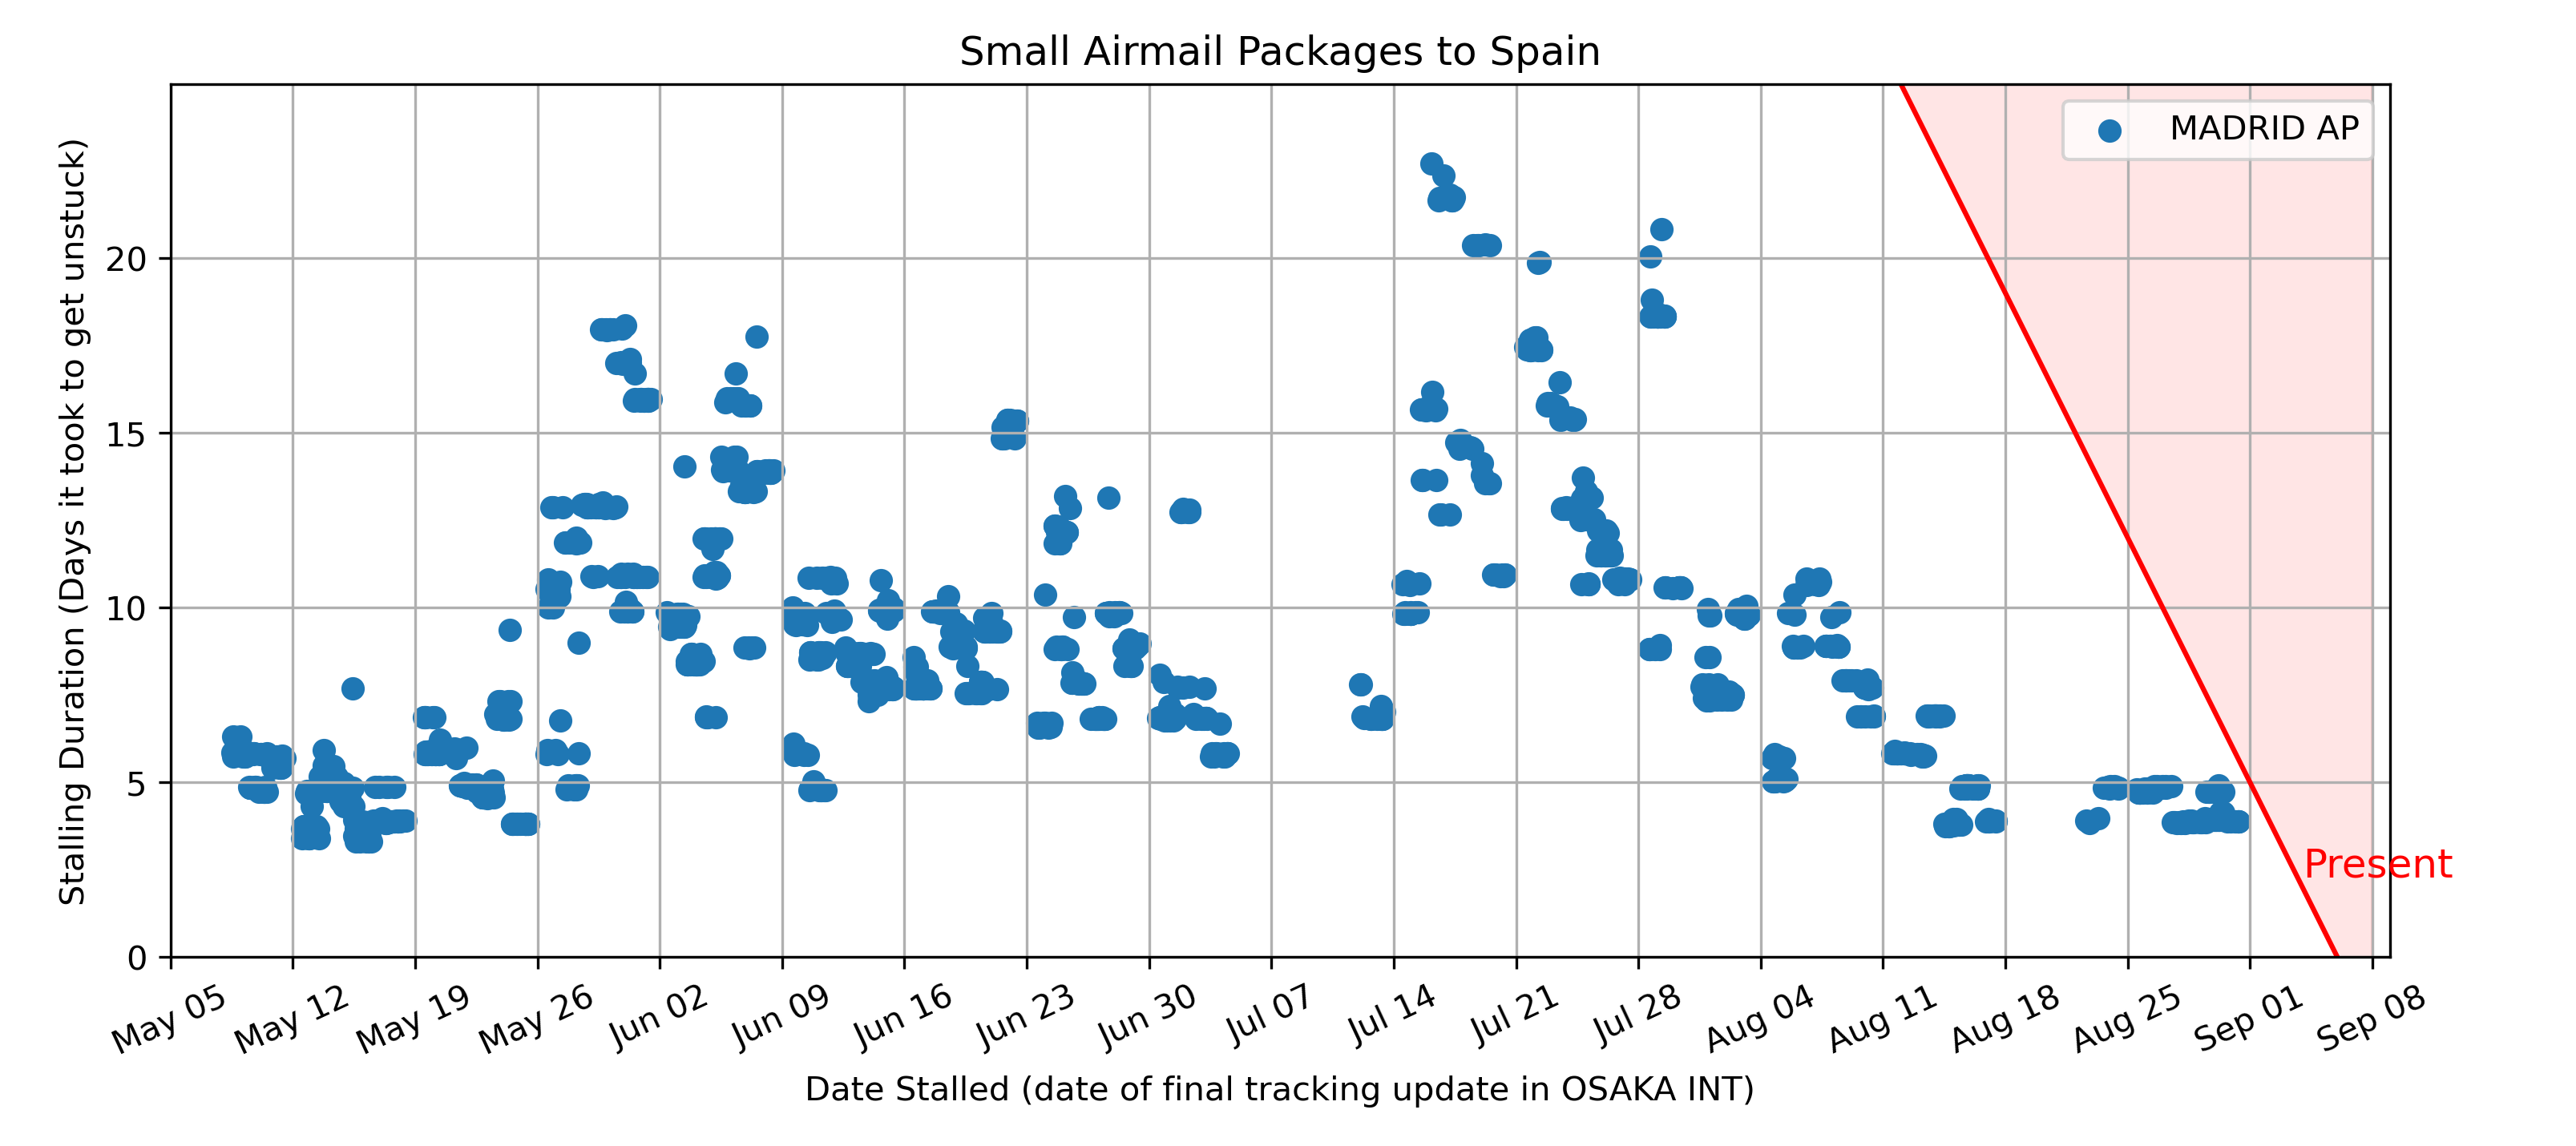 Small Airmail Packages to Spain
MADRID AP
Stalling Duration (Days it took to get unstuck)
20
15
10
5
0
Present
May 05
May 12
May 19
May 26
Jun 02
Jun 09
Jun 16
Jun 23
Jun 30
Jul 07
Jul 14
Jul 21
Jul 28
Aug 04
Aug 11
Aug 18
Aug 25
Sep 01
Sep 08
Date Stalled (date of final tracking update in OSAKA INT)